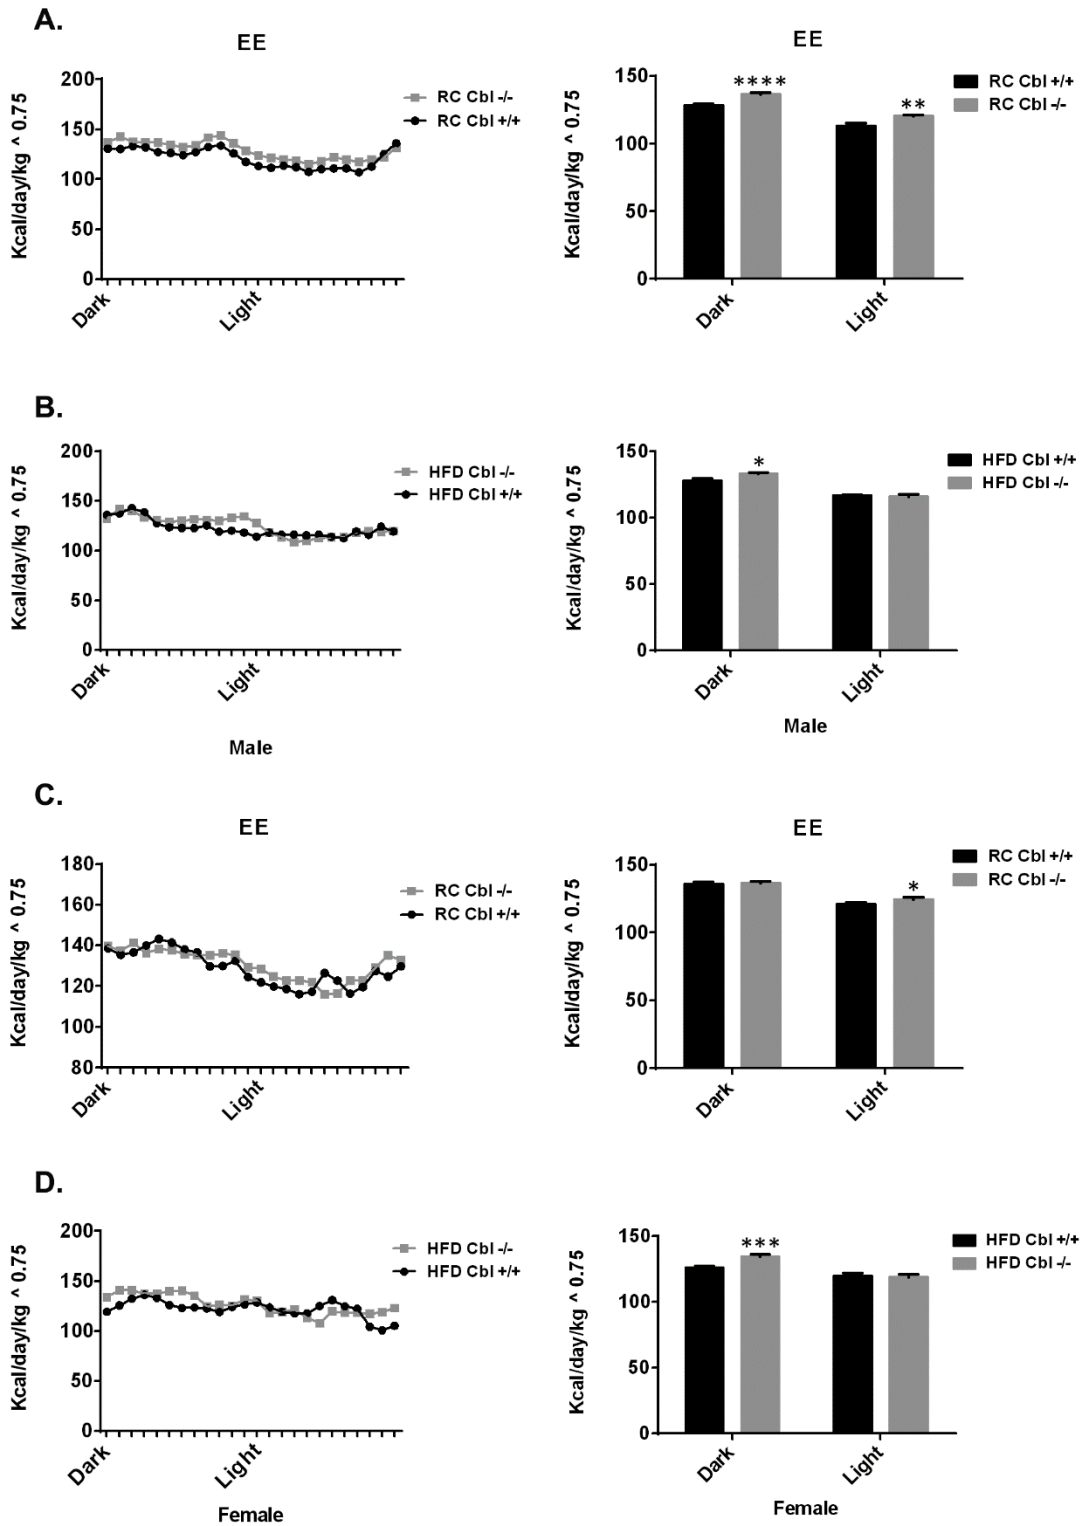 A.
EE
Kcal/day/kg ^ 0.75
200
150
100
50
0
Dark
Light
RC Cbl -/-
RC Cbl +/+
EE
Kcal/day/kg ^ 0.75
150
100
50
0
****
**
Dark
Light
RC Cbl +/+
RC Cbl -/-
B.
Kcal/day/kg ^ 0.75
200
150
100
50
0
Dark
Light
HFD Cbl -/-
HFD Cbl +/+
Male
Kcal/day/kg ^ 0.75
150
100
50
0
*
Dark
Light
HFD Cbl +/+
HFD Cbl -/-
Male
C.
EE
Kcal/day/kg ^ 0.75
180
160
140
120
100
80
Dark
Light
RC Cbl -/-
RC Cbl +/+
EE
Kcal/day/kg ^ 0.75
150
100
50
0
*
Dark
Light
RC Cbl +/+
RC Cbl -/-
D.
Kcal/day/kg ^ 0.75
200
150
100
50
0
Dark
Light
HFD Cbl -/-
HFD Cbl +/+
Female
Kcal/day/kg ^ 0.75
150
100
50
0
***
Dark
Light
HFD Cbl +/+
HFD Cbl -/-
Female